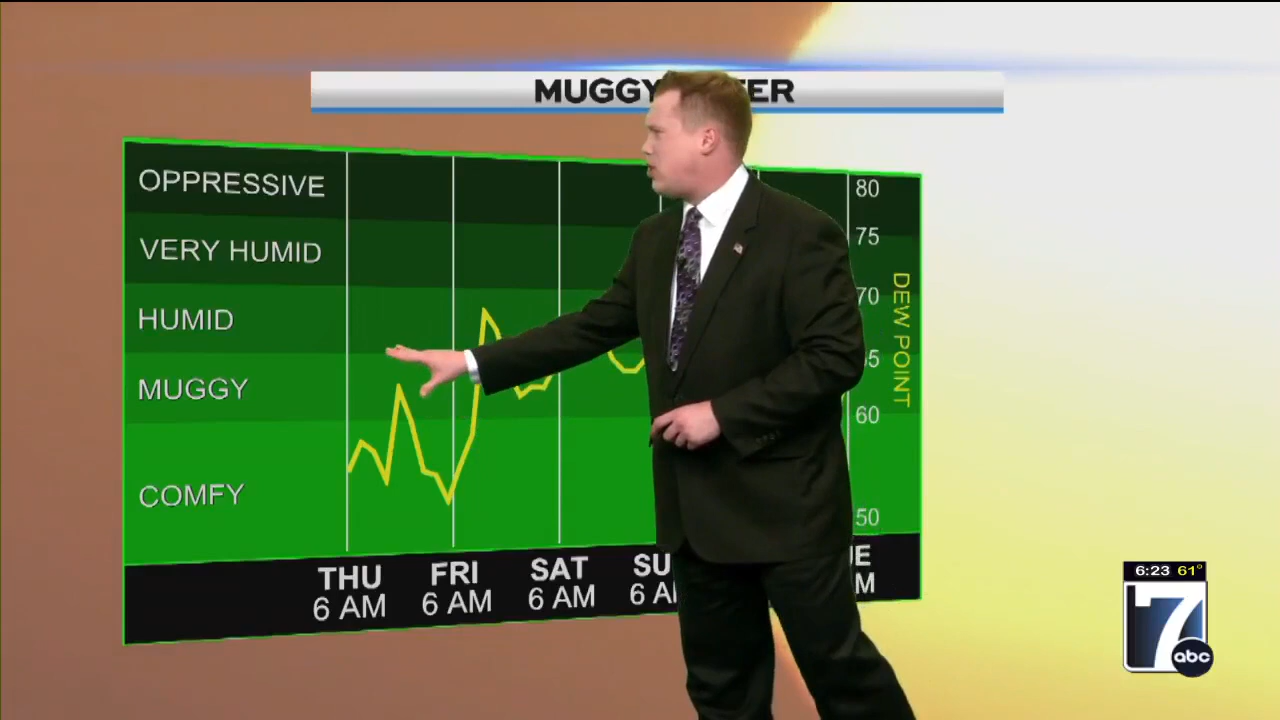 MUGGY
OPPRESSIVE
VERY HUMID
HUMID
MUGGY
COMFY
80
75
70
60
50
DEW POINT
THU
FRI
SAT
6 AM
6 AM
6 AM
6:23 61°
7
abc